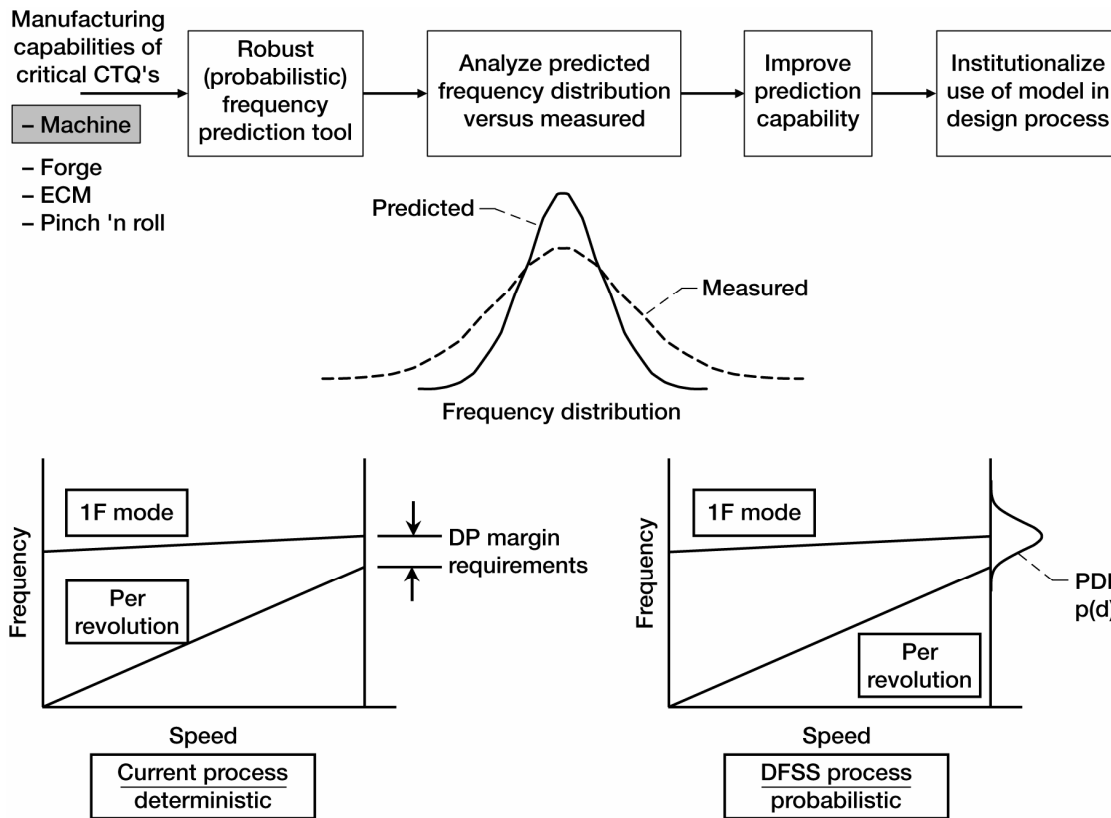 Manufacturing
capabilities of
critical CTQ's
– Machine
– Forge
– ECM
– Pinch 'n roll
Robust
(probabilistic)
frequency
prediction tool
Analyze predicted
frequency distribution
versus measured
Improve
prediction
capability
Institutionalize
use of model in
design process
Predicted
Measured
Frequency distribution
Frequency
1F mode
Per
revolution
DP margin
requirements
Speed
Current process
deterministic
Frequency
1F mode
Per
revolution
p(d)
Speed
DFSS process
probabilistic